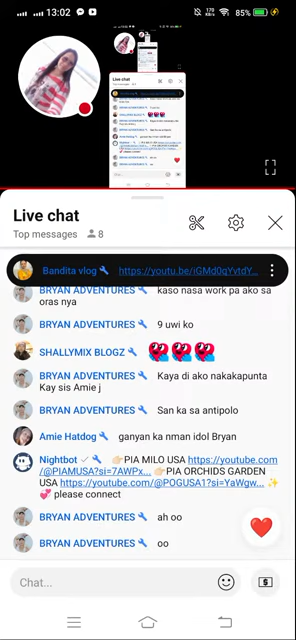 13:02
179 KB/s
85%
Live chat
Top messages 8
Bandita vlog https://youtu.be/iGMd0qYvtdY...
BRYAN ADVENTURES kaso nasa work pa ako sa
oras nya
BRYAN ADVENTURES 9 uwi ko
SHALLYMIX BLOGZ
BRYAN ADVENTURES Kaya di ako nakakapunta
Kay sis Amie j
BRYAN ADVENTURES San ka sa antipolo
Amie Hatdog ganyan ka nman idol Bryan
Nightbot ✓ 👉🏻PIA MILO USA https://youtube.com
/@PIAMUSA?si=7AWPx... 👉🏻PIA ORCHIDS GARDEN
USA https://youtube.com/@POGUSA1?si=YaWgw... ✨
💞 please connect
BRYAN ADVENTURES ah oo
BRYAN ADVENTURES oo
Chat...